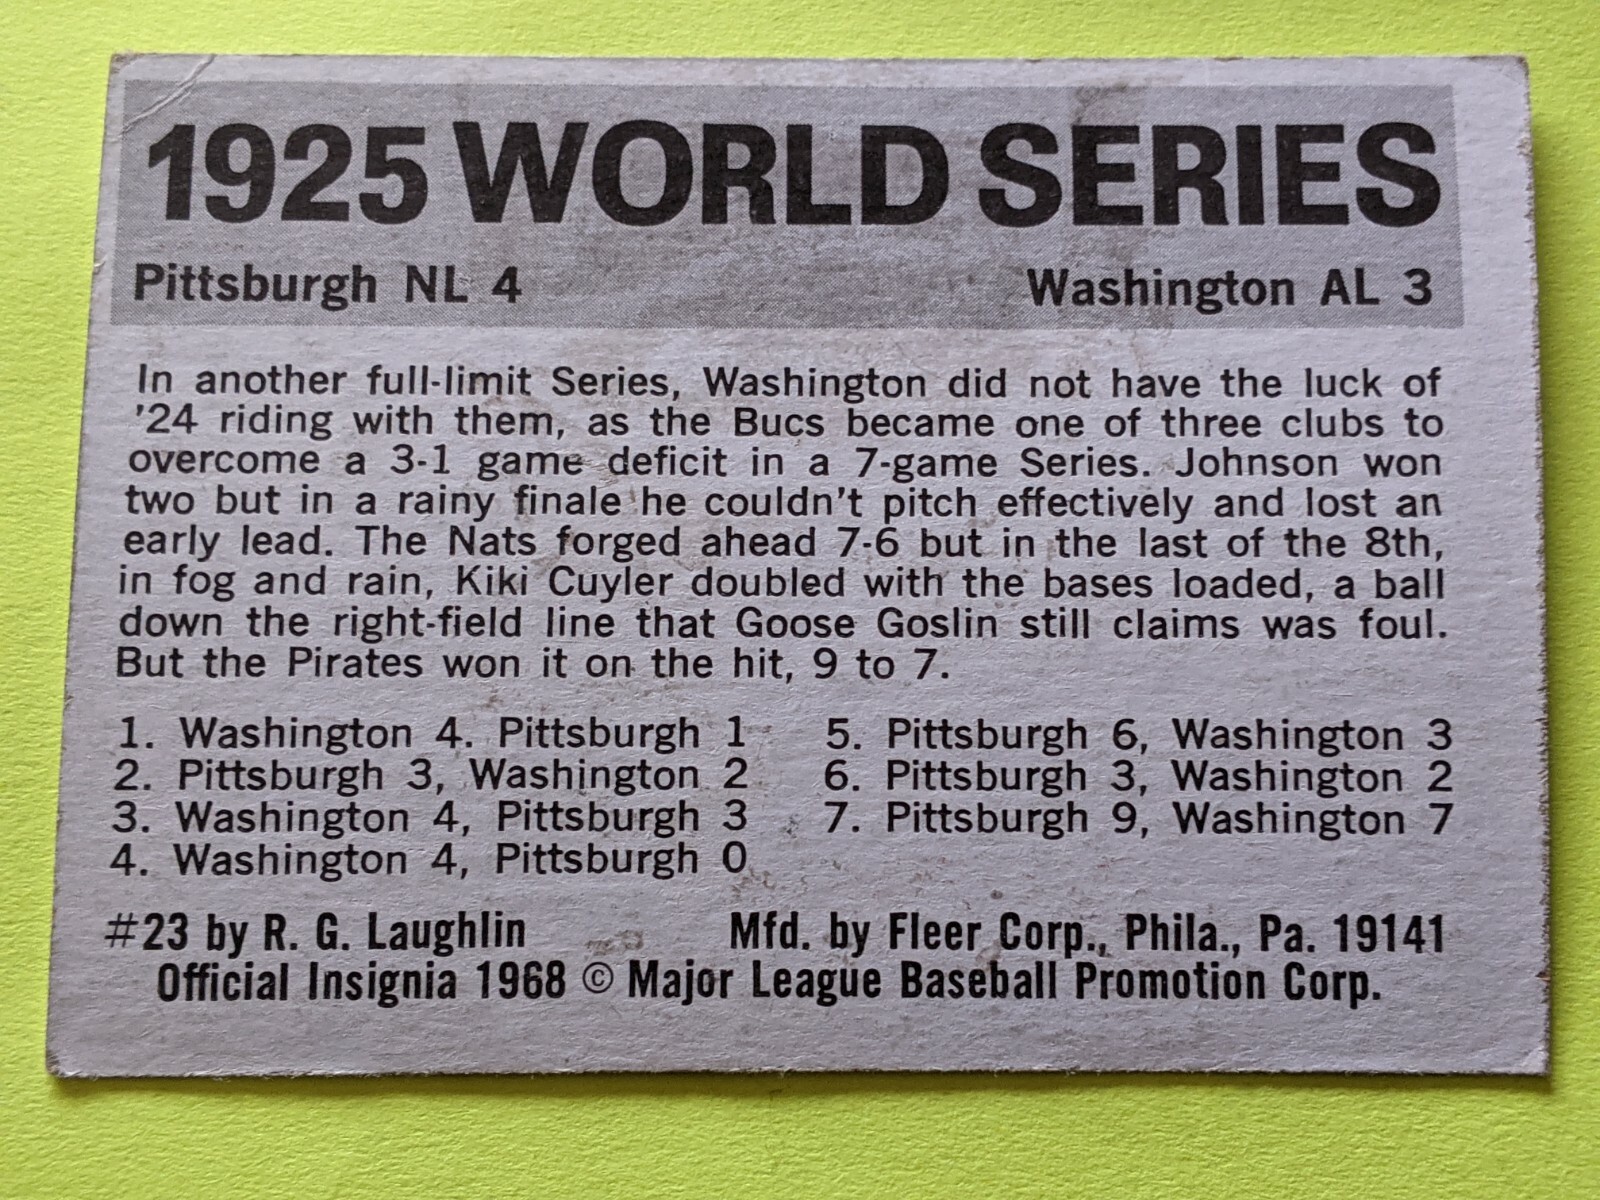 1925 WORLD SERIES
Pittsburgh NL 4 Washington AL 3
In another full-limit Series, Washington did not have the luck of
'24 riding with them, as the Bucs became one of three clubs to
overcome a 3-1 game deficit in a 7-game Series. Johnson won
two but in a rainy finale he couldn't pitch effectively and lost an
early lead. The Nats forged ahead 7-6 but in the last of the 8th,
in fog and rain, Kiki Cuyler doubled with the bases loaded, a ball
down the right-field line that Goose Goslin still claims was foul.
But the Pirates won it on the hit, 9 to 7.
1. Washington 4. Pittsburgh 1
2. Pittsburgh 3, Washington 2
3. Washington 4, Pittsburgh 3
4. Washington 4, Pittsburgh 0
5. Pittsburgh 6, Washington 3
6. Pittsburgh 3, Washington 2
7. Pittsburgh 9, Washington 7
#23 by R. G. Laughlin Mfd. by Fleer Corp., Phila., Pa. 19141
Official Insignia 1968 © Major League Baseball Promotion Corp.